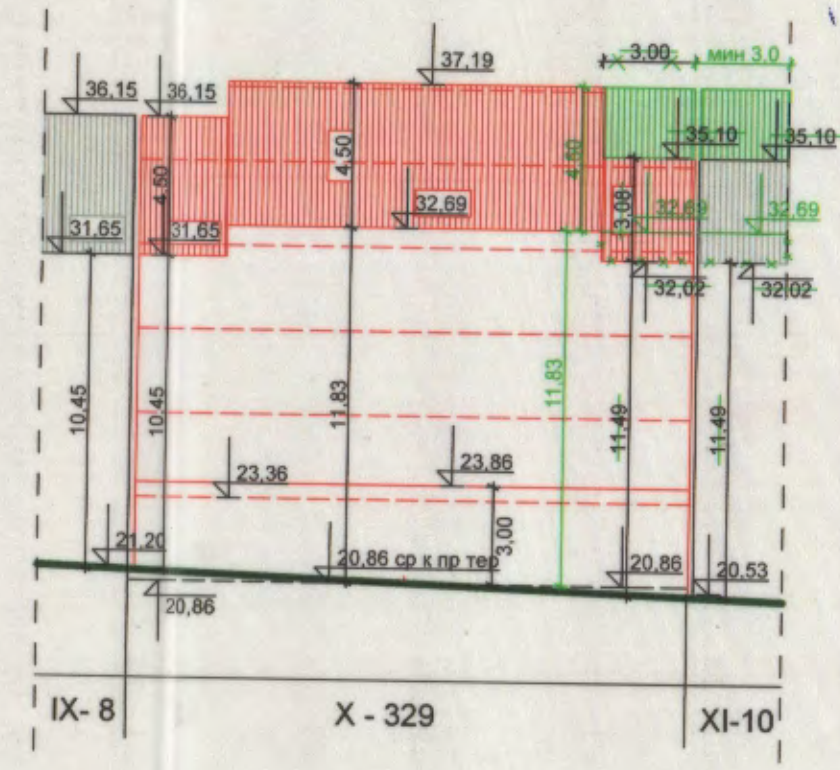 3,00 мин 3.0
37,19
36,15 36,15
35,10 35,10
4.50 4.50 4.50 3.08
32,69 32,69 32,69
31.65 31,65
32,02 32,02
10.45 10.45 11.83 11.83 11.49 11.49
23,36 23,86
3,00
21,20 20,86 ср к пр тер 20,86 20,53
20,86
IX- 8 X - 329 XI-10